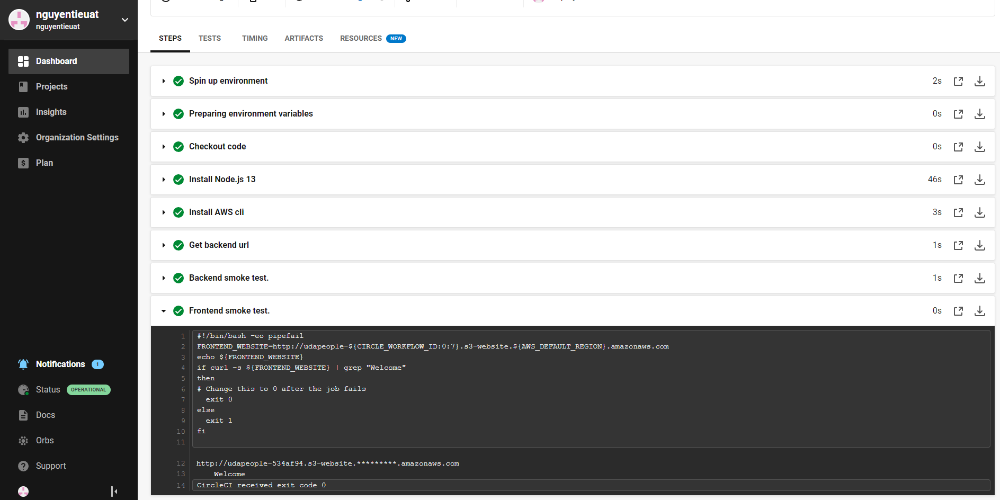 nguyentieuat
nguyentieuat
Dashboard
Projects
Insights
Organization Settings
Plan
Notifications 1
Status OPERATIONAL
Docs
Orbs
Support
STEPS TESTS TIMING ARTIFACTS RESOURCES NEW
Spin up environment 2s
Preparing environment variables 0s
Checkout code 0s
Install Node.js 13 46s
Install AWS cli 3s
Get backend url 1s
Backend smoke test. 1s
Frontend smoke test. 0s
1 #!/bin/bash -eo pipefail
2 FRONTEND_WEBSITE=http://udapeople-${CIRCLE_WORKFLOW_ID:0:7}.s3-website.${AWS_DEFAULT_REGION}.amazonaws.com
3 echo ${FRONTEND_WEBSITE}
4 if curl -s ${FRONTEND_WEBSITE} | grep "Welcome"
5 then
6 # Change this to 0 after the job fails
7 exit 0
8 else
9 exit 1
10 fi
11
12 http://udapeople-534af94.s3-website.*********.amazonaws.com
13 Welcome
14 CircleCI received exit code 0